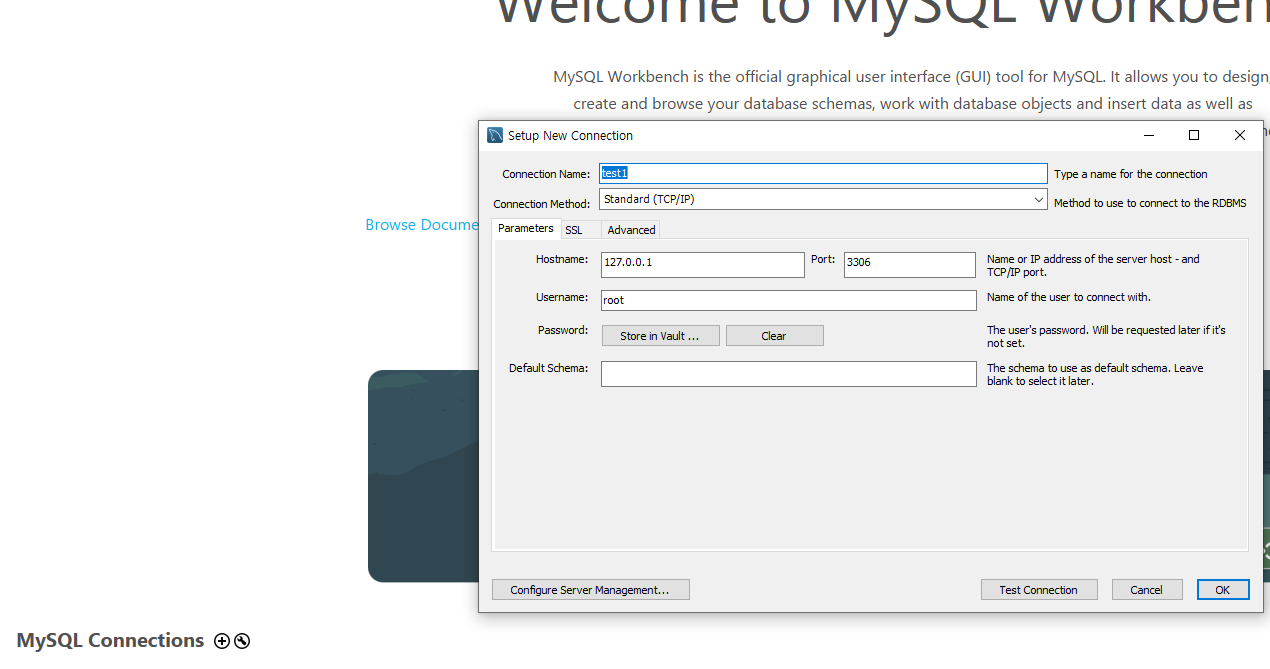 Welcome to MySQL Workben
MySQL Workbench is the official graphical user interface (GUI) tool for MySQL. It allows you to design,
create and browse your database schemas, work with database objects and insert data as well as
Setup New Connection
Connection Name: test1 Type a name for the connection
Connection Method: Standard (TCP/IP) Method to use to connect to the RDBMS
Browse Docume
Parameters SSL Advanced
Hostname: 127.0.0.1 Port: 3306 Name or IP address of the server host - and
TCP/IP port.
Username: root Name of the user to connect with.
Password: Store in Vault ... Clear The user's password. Will be requested later if it's
not set.
Default Schema: The schema to use as default schema. Leave
blank to select it later.
Configure Server Management... Test Connection Cancel OK
MySQL Connections